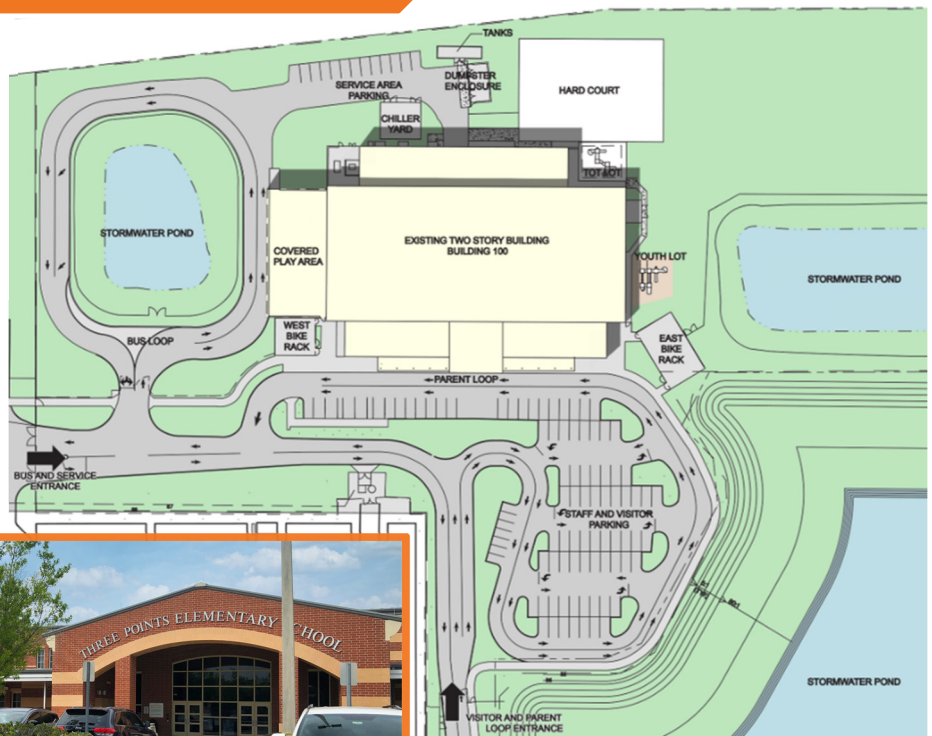 TANKS
DUMPSTER
ENCLOSURE
SERVICE AREA
PARKING
HARD COURT
CHILLER
YARD
TOT LOT
STORMWATER POND
COVERED
PLAY AREA
EXISTING TWO STORY BUILDING
BUILDING 100
YOUTH LOT
STORMWATER POND
WEST
BIKE
RACK
BUS LOOP
EAST
BIKE
RACK
PARENT LOOP
BUS AND SERVICE
ENTRANCE
STAFF AND VISITOR
PARKING
THREE POINTS ELEMENTARY SCHOOL
STORMWATER POND
VISITOR AND PARENT
LOOP ENTRANCE